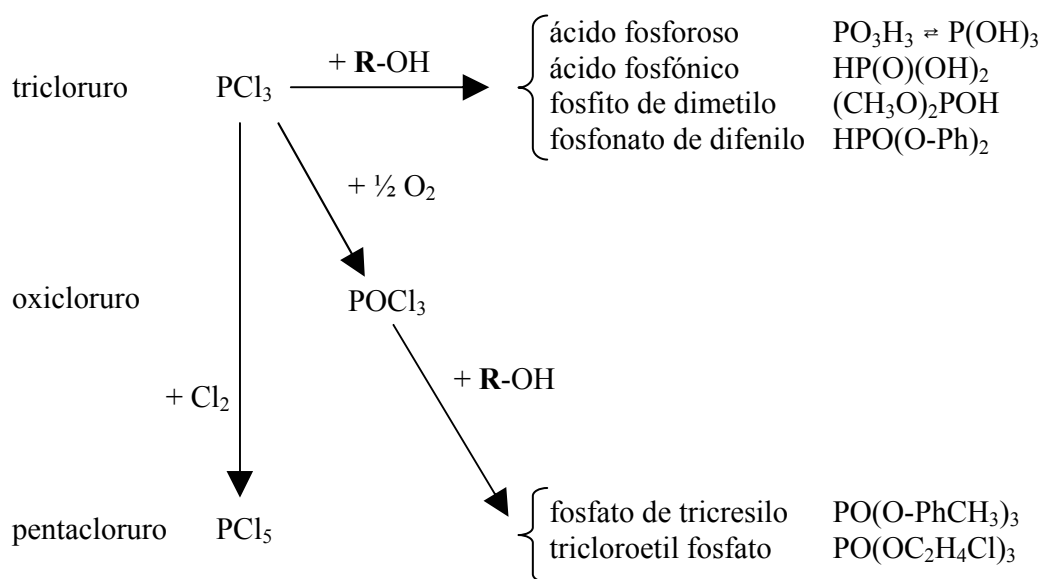 ácido fosforoso PO₃H₃ ⇄ P(OH)₃
+ R-OH
ácido fosfónico HP(O)(OH)₂
tricloruro PCl₃
fosfito de dimetilo (CH₃O)₂POH
fosfonato de difenilo HPO(O-Ph)₂
+ ½ O₂
oxicloruro POCl₃
+ R-OH
+ Cl₂
fosfato de tricresilo PO(O-PhCH₃)₃
pentacloruro PCl₅
tricloroetil fosfato PO(OC₂H₄Cl)₃